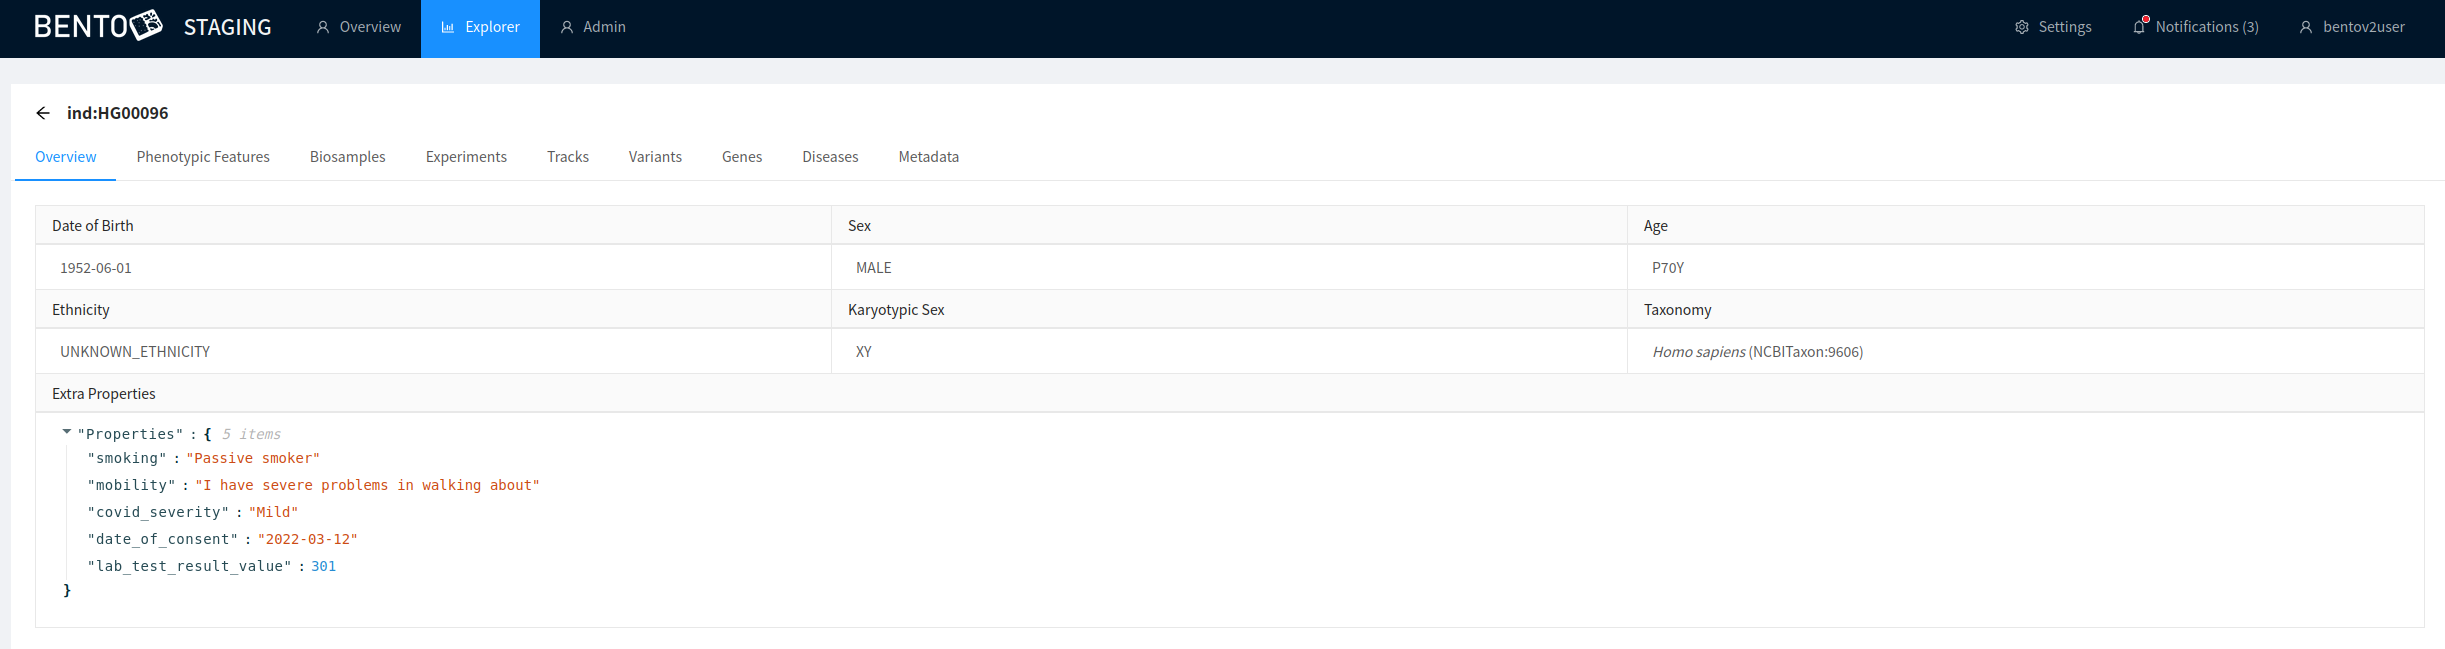 BENTO STAGING Overview Explorer Admin Settings Notifications (3) bentov2user
ind:HG00096
Overview Phenotypic Features Biosamples Experiments Tracks Variants Genes Diseases Metadata
Date of Birth Sex Age
1952-06-01 MALE P70Y
Ethnicity Karyotypic Sex Taxonomy
UNKNOWN_ETHNICITY XY Homo sapiens (NCBITaxon:9606)
Extra Properties
"Properties" : { 5 items
"smoking" : "Passive smoker"
"mobility" : "I have severe problems in walking about"
"covid_severity" : "Mild"
"date_of_consent" : "2022-03-12"
"lab_test_result_value" : 301
}